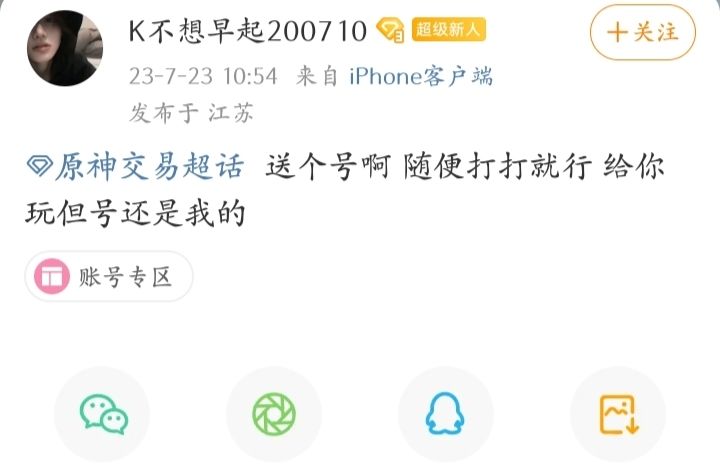 K不想早起200710 超级新人
+关注
23-7-23 10:54 来自 iPhone客户端
发布于 江苏
原神交易超话 送个号啊 随便打打就行 给你
玩但号还是我的
账号专区